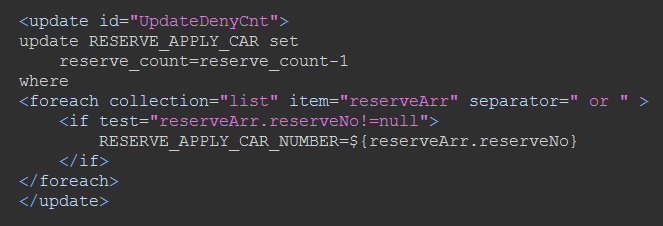 <update id="UpdateDenyCnt">
update RESERVE_APPLY_CAR set
    reserve_count=reserve_count-1
where
<foreach collection="list" item="reserveArr" separator=" or " >
    <if test="reserveArr.reserveNo!=null">
        RESERVE_APPLY_CAR_NUMBER=${reserveArr.reserveNo}
    </if>
</foreach>
</update>